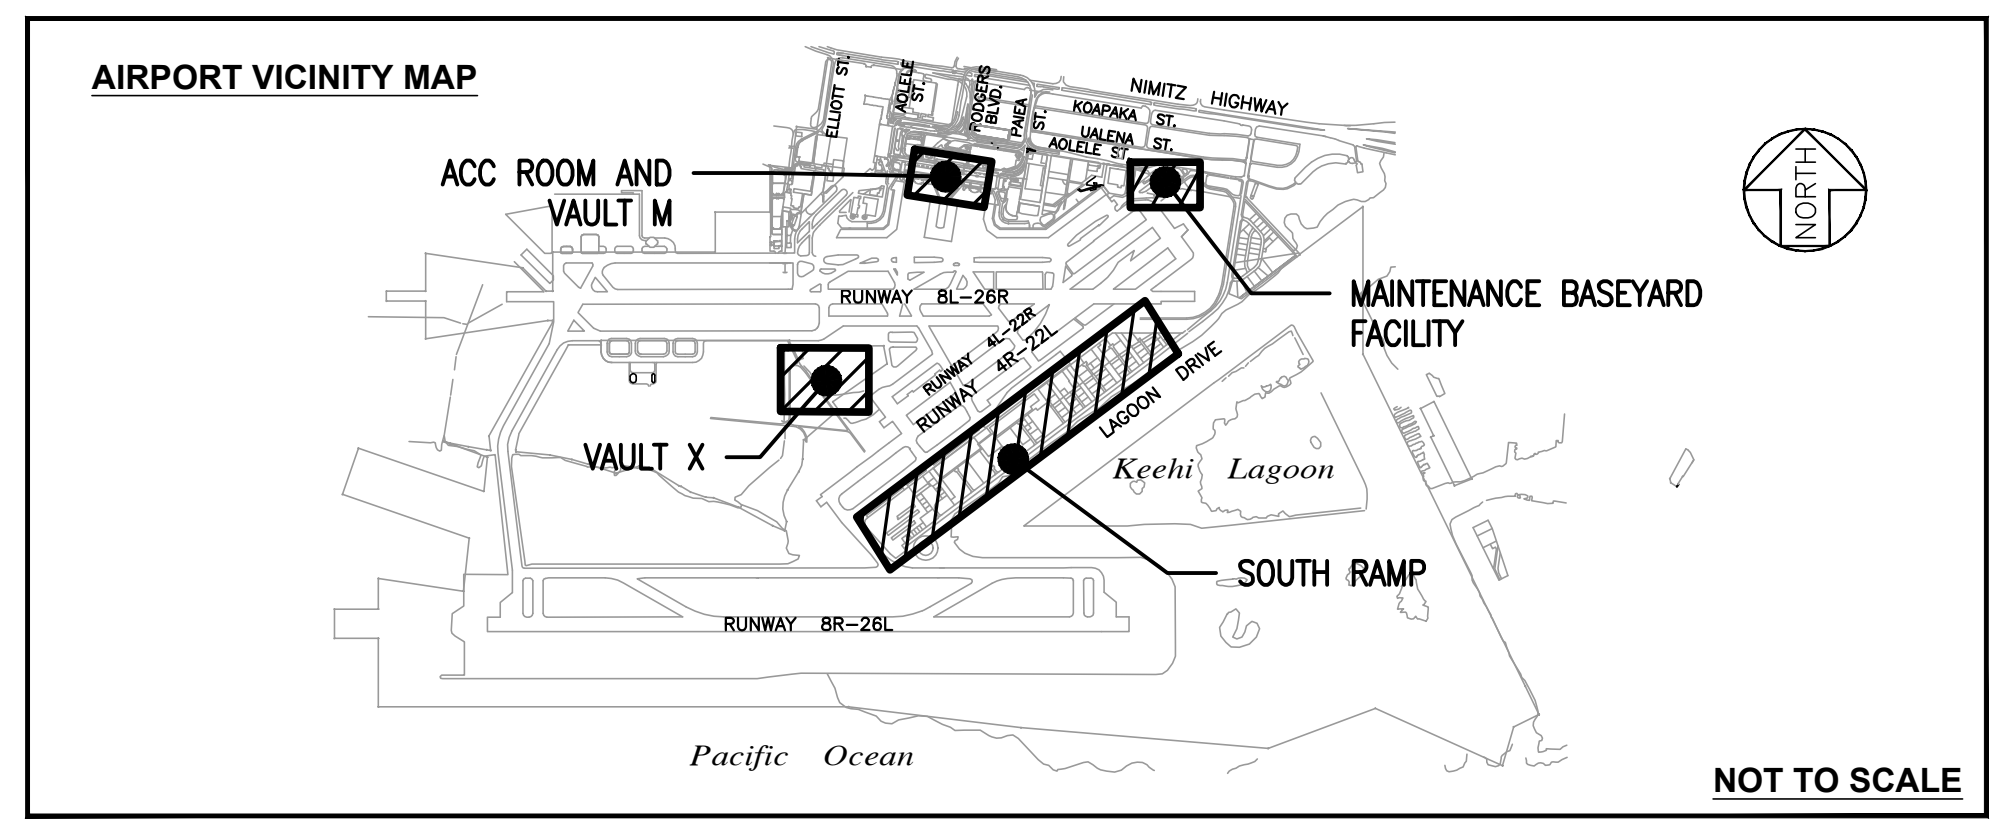 AIRPORT VICINITY MAP
ELLIOTT ST.
AOLELE
ST.
RODGERS
BLVD.
PAIEA
ST.
NIMITZ HIGHWAY
KOAPAKA ST.
UALENA ST.
AOLELE ST.
ACC ROOM AND
VAULT M
NORTH
MAINTENANCE BASEYARD
FACILITY
RUNWAY 8L-26R
RUNWAY 4L-22R
RUNWAY 4R-22L
LAGOON DRIVE
VAULT X
Keehi Lagoon
SOUTH RAMP
RUNWAY 8R-26L
Pacific Ocean
NOT TO SCALE